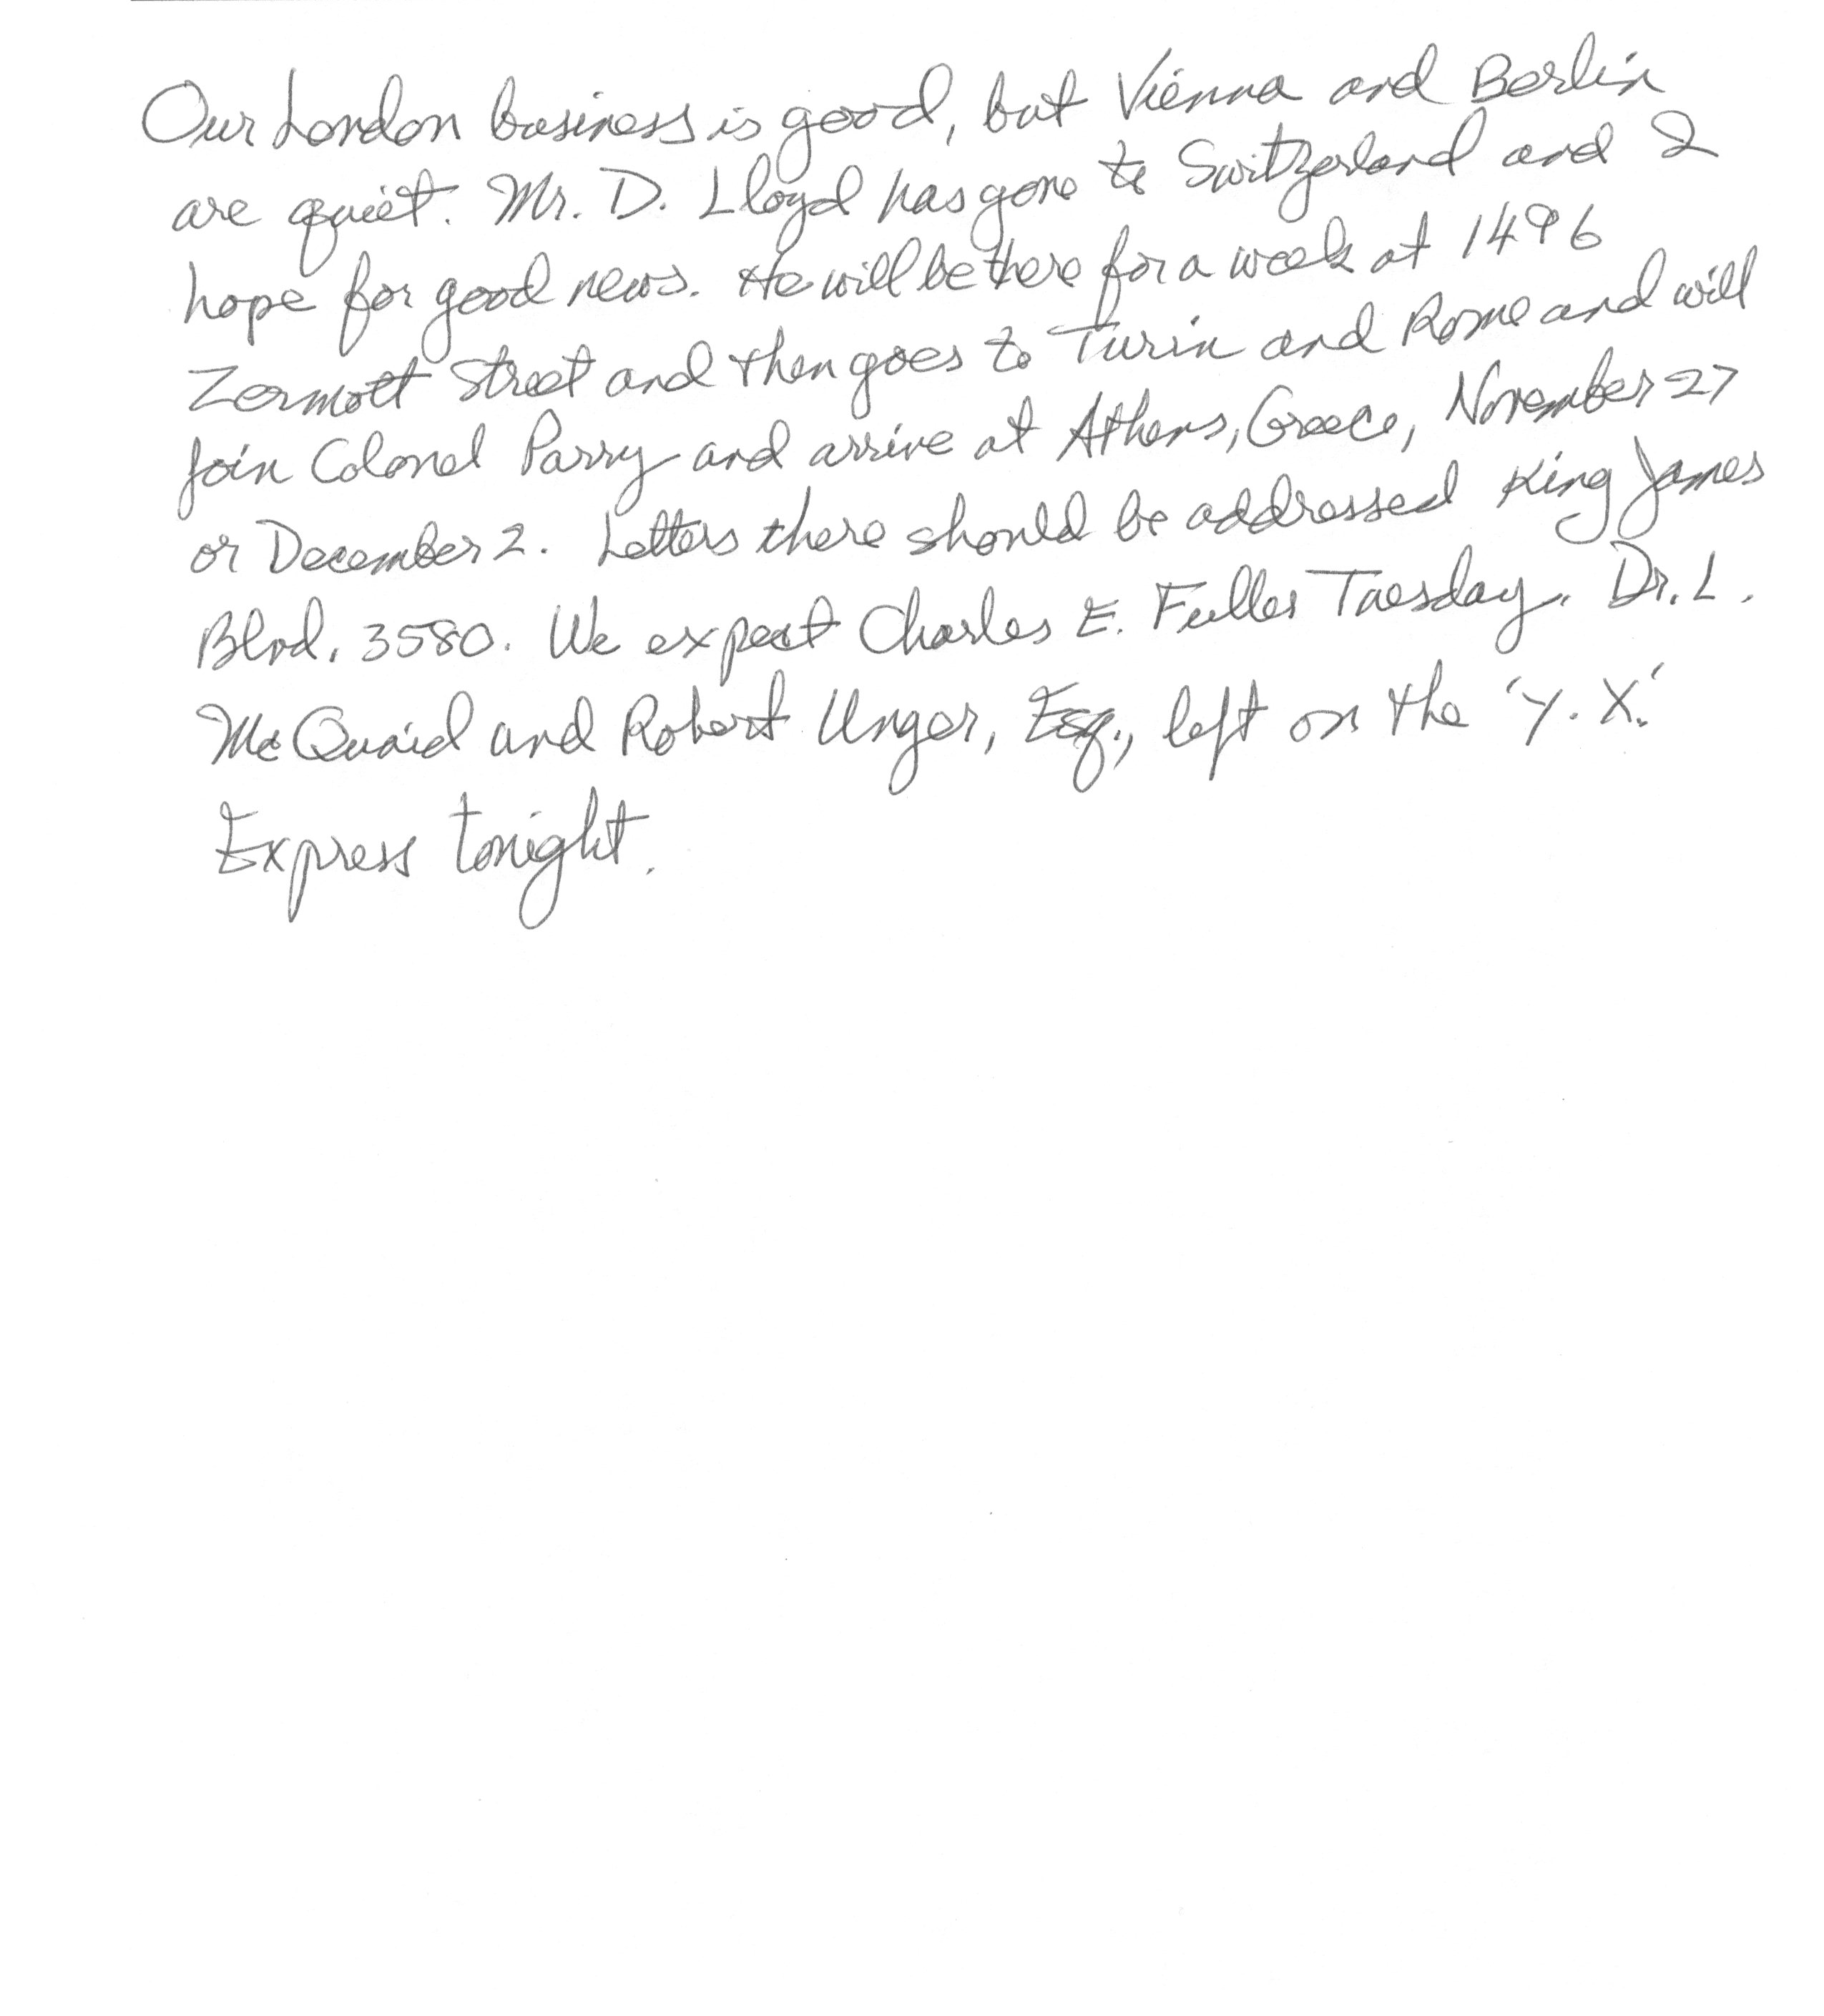 Our London business is good, but Vienna and Berlin
are quiet. Mr. D. Lloyd has gone to Switzerland and I
hope for good news. He will be there for a week at 1496
Zermott Street and then goes to Turin and Rome and will
join Colonel Parry and arrive at Athens, Greece, November 27
or December 2. Letters there should be addressed King James
Blvd. 3580. We expect Charles E. Fuller Tuesday. Dr. L.
McQuaid and Robert Unger, Esq., left on the 'Y. X.'
Express tonight.